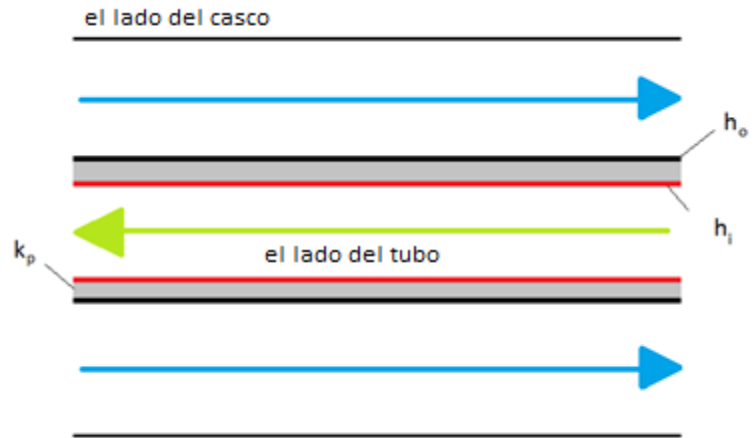 el lado del casco
hₒ
hᵢ
kₚ
el lado del tubo